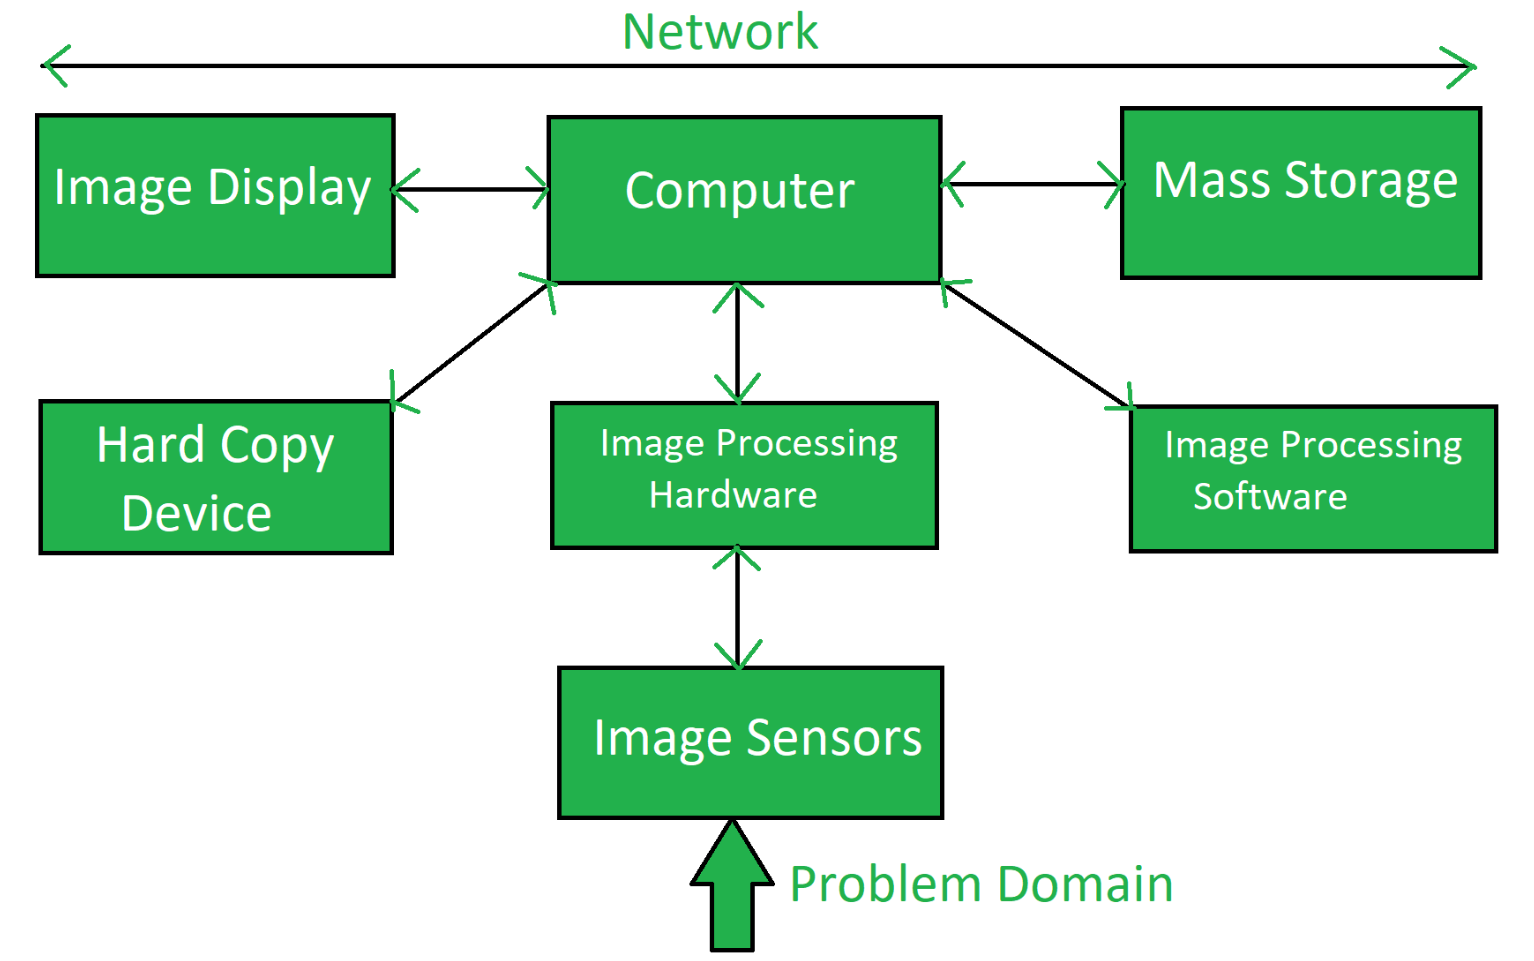 Network
Image Display
Computer
Mass Storage
Hard Copy
Device
Image Processing
Hardware
Image Processing
Software
Image Sensors
Problem Domain